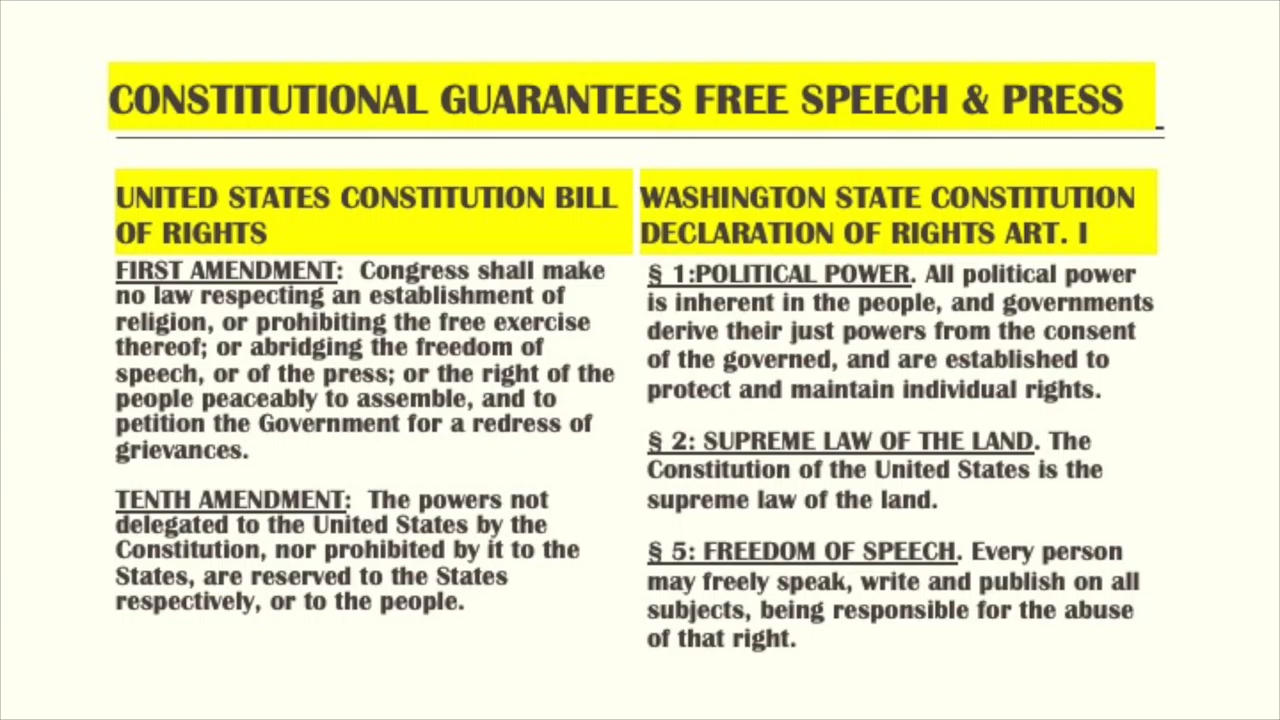 CONSTITUTIONAL GUARANTEES FREE SPEECH & PRESS
UNITED STATES CONSTITUTION BILL
OF RIGHTS
FIRST AMENDMENT: Congress shall make
no law respecting an establishment of
religion, or prohibiting the free exercise
thereof; or abridging the freedom of
speech, or of the press; or the right of the
people peaceably to assemble, and to
petition the Government for a redress of
grievances.
TENTH AMENDMENT: The powers not
delegated to the United States by the
Constitution, nor prohibited by it to the
States, are reserved to the States
respectively, or to the people.
WASHINGTON STATE CONSTITUTION
DECLARATION OF RIGHTS ART. I
§ 1:POLITICAL POWER. All political power
is inherent in the people, and governments
derive their just powers from the consent
of the governed, and are established to
protect and maintain individual rights.
§ 2: SUPREME LAW OF THE LAND. The
Constitution of the United States is the
supreme law of the land.
§ 5: FREEDOM OF SPEECH. Every person
may freely speak, write and publish on all
subjects, being responsible for the abuse
of that right.